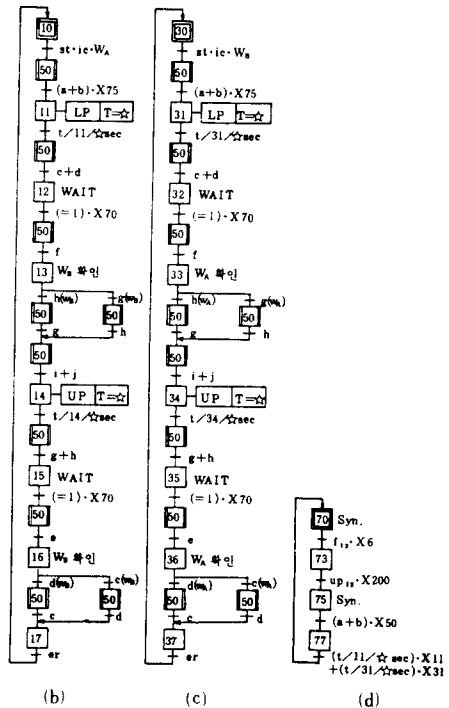 10
st·ic·W_A
50
(a+b)·X75
11 LP T=☆
t/11/☆sec
50
c+d
12 WAIT
(=1)·X70
50
f
13 W_B 확인
h(w_B) g(w_B)
50 50
g h
50
i+j
14 UP T=☆
t/14/☆sec
50
g+h
15 WAIT
(=1)·X70
50
e
16 W_B 확인
d(w_B) c(w_B)
50 50
c d
17
er
(b)
30
st·ic·W_B
50
(a+b)·X75
31 LP T=☆
t/31/☆sec
50
c+d
32 WAIT
(=1)·X70
50
f
33 W_A 확인
h(w_A) g(w_A)
50 50
g h
50
i+j
34 UP T=☆
t/34/☆sec
50
g+h
35 WAIT
(=1)·X70
50
e
36 W_A 확인
d(w_A) c(w_A)
50 50
c d
37
er
(c)
70 Syn.
f₁₂·X6
73
up₁₂·X200
75 Syn.
(a+b)·X50
77
(t/11/☆ sec)·X11
+(t/31/☆ sec)·X31
(d)